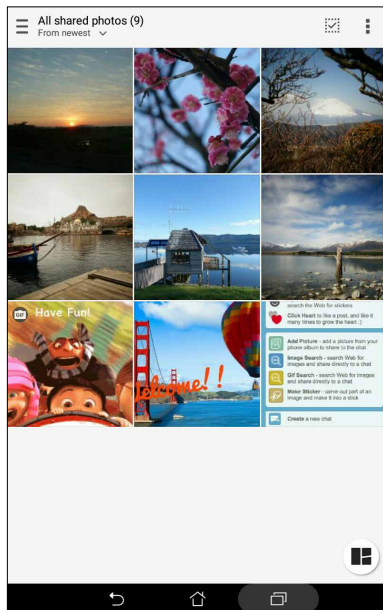 All shared photos (9)
From newest
GIF
Have Fun!
Welcome!!
search the Web for stickers
Click Heart to like a post, and like it
many times to grow the heart :)
Add Picture - add a picture from your
phone album to share to the chat
Image Search - search Web for
images and share directly to a chat
Gif Search - search Web for images
and share directly to a chat
Make Sticker - carve out part of an
image and make it into a stick
Create a new chat